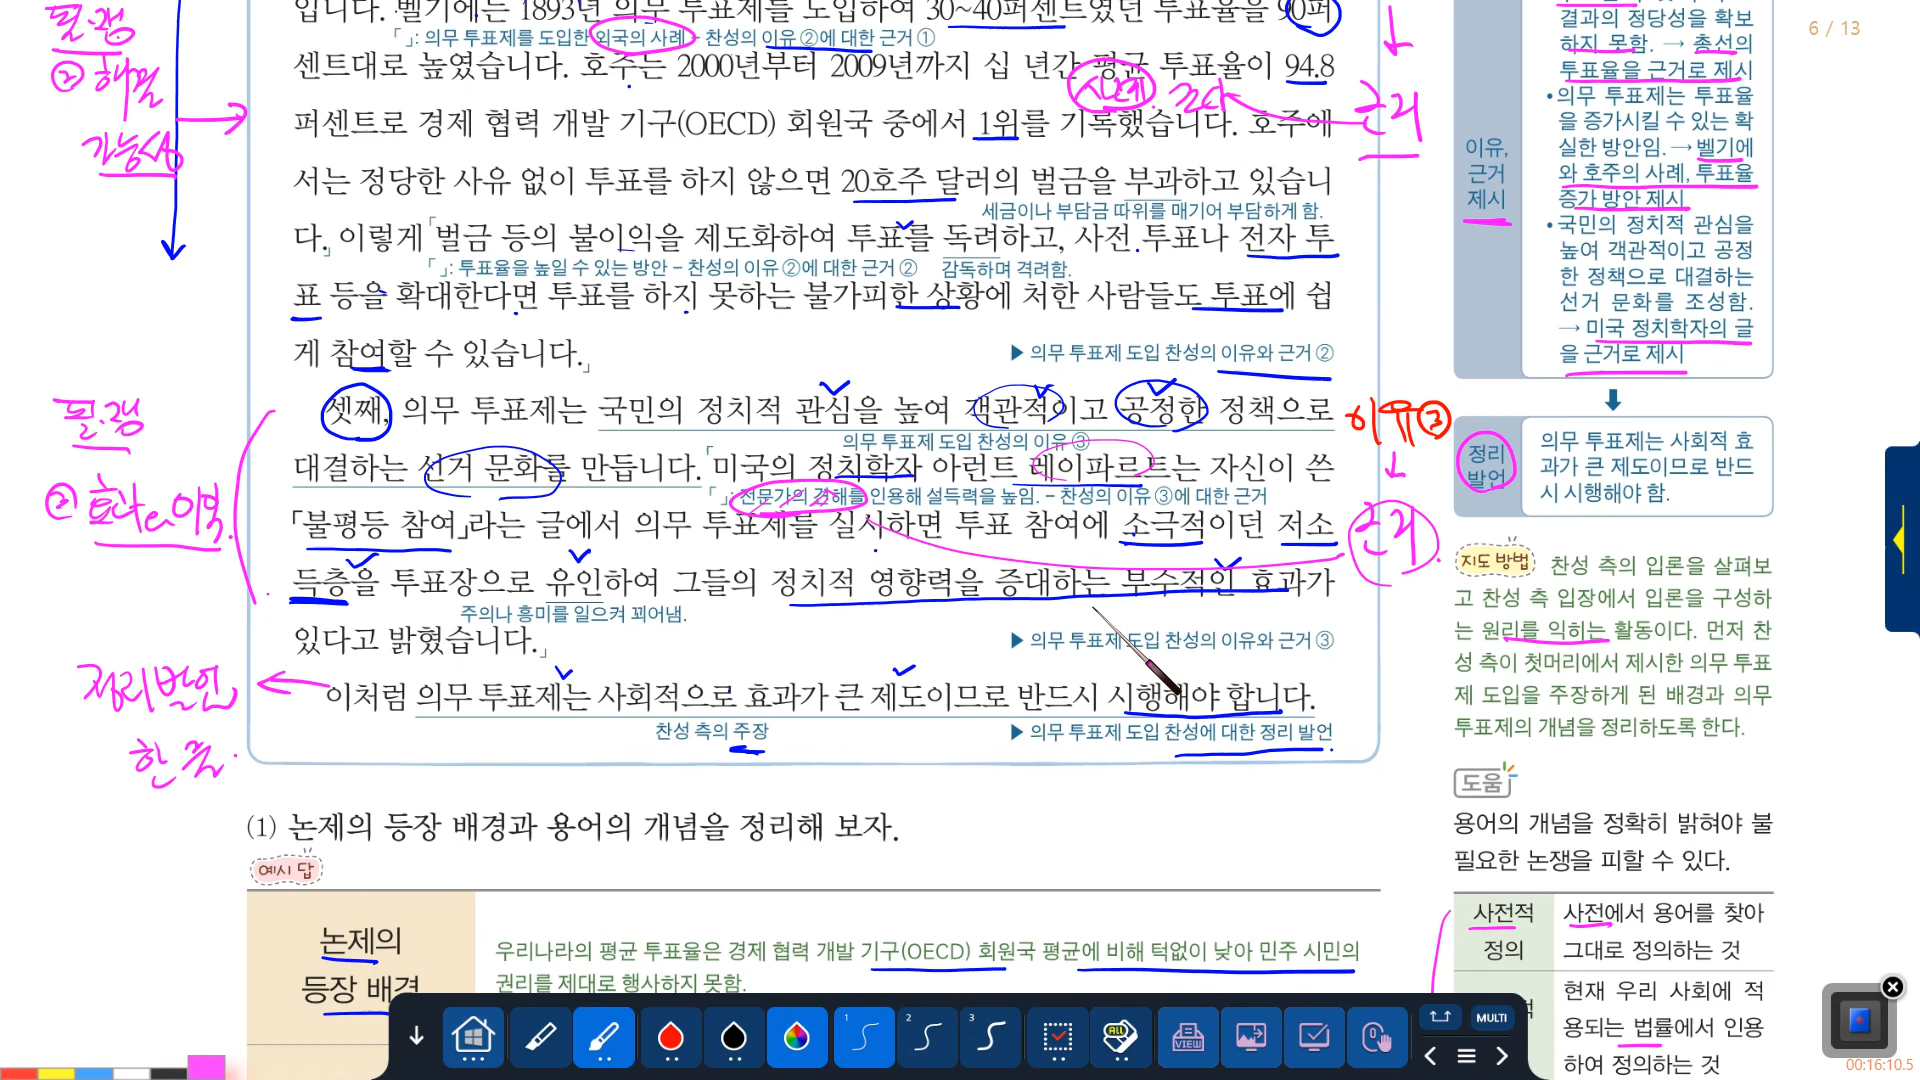 6 / 13
입니다. 벨기에는 1893년 의무 투표제를 도입하여 30~40퍼센트였던 투표율을 90퍼
「 」: 의무 투표제를 도입한 외국의 사례 - 찬성의 이유 ②에 대한 근거 ①
센트대로 높였습니다. 호주는 2000년부터 2009년까지 십 년간 평균 투표율이 94.8
퍼센트로 경제 협력 개발 기구(OECD) 회원국 중에서 1위를 기록했습니다. 호주에
서는 정당한 사유 없이 투표를 하지 않으면 20호주 달러의 벌금을 부과하고 있습니
세금이나 부담금 따위를 매기어 부담하게 함.
다.」 이렇게 「벌금 등의 불이익을 제도화하여 투표를 독려하고, 사전 투표나 전자 투
「 」: 투표율을 높일 수 있는 방안 – 찬성의 이유 ②에 대한 근거 ② 감독하며 격려함.
표 등을 확대한다면 투표를 하지 못하는 불가피한 상황에 처한 사람들도 투표에 쉽
게 참여할 수 있습니다.」
▶ 의무 투표제 도입 찬성의 이유와 근거 ②
셋째, 의무 투표제는 국민의 정치적 관심을 높여 객관적이고 공정한 정책으로
의무 투표제 도입 찬성의 이유 ③
대결하는 선거 문화를 만듭니다.「미국의 정치학자 아런트 레이파르트는 자신이 쓴
「 」: 전문가의 견해를 인용해 설득력을 높임. – 찬성의 이유 ③에 대한 근거
「불평등 참여」라는 글에서 의무 투표제를 실시하면 투표 참여에 소극적이던 저소
득층을 투표장으로 유인하여 그들의 정치적 영향력을 증대하는 부수적인 효과가
주의나 흥미를 일으켜 꾀어냄.
있다고 밝혔습니다.」
▶ 의무 투표제 도입 찬성의 이유와 근거 ③
이처럼 의무 투표제는 사회적으로 효과가 큰 제도이므로 반드시 시행해야 합니다.
찬성 측의 주장
▶ 의무 투표제 도입 찬성에 대한 정리 발언
필.쟁
② 해결
가능성
사례
근거
필.쟁
③ 효과와 이익.
이유③
근거
정리발언
한 줄.
(1) 논제의 등장 배경과 용어의 개념을 정리해 보자.
예시 답
논제의
등장 배경
우리나라의 평균 투표율은 경제 협력 개발 기구(OECD) 회원국 평균에 비해 턱없이 낮아 민주 시민의
권리를 제대로 행사하지 못함.
이유,
근거
제시
결과의 정당성을 확보
하지 못함. → 총선의
투표율을 근거로 제시
•의무 투표제는 투표율
을 증가시킬 수 있는 확
실한 방안임. → 벨기에
와 호주의 사례, 투표율
증가 방안 제시
•국민의 정치적 관심을
높여 객관적이고 공정
한 정책으로 대결하는
선거 문화를 조성함.
→ 미국 정치학자의 글
을 근거로 제시
정리
발언
의무 투표제는 사회적 효
과가 큰 제도이므로 반드
시 시행해야 함.
지도 방법
찬성 측의 입론을 살펴보
고 찬성 측 입장에서 입론을 구성하
는 원리를 익히는 활동이다. 먼저 찬
성 측이 첫머리에서 제시한 의무 투표
제 도입을 주장하게 된 배경과 의무
투표제의 개념을 정리하도록 한다.
도움
용어의 개념을 정확히 밝혀야 불
필요한 논쟁을 피할 수 있다.
사전적
정의
사전에서 용어를 찾아
그대로 정의하는 것
현재 우리 사회에 적
용되는 법률에서 인용
하여 정의하는 것
1
2
3
ALL
VIEW
MULTI
00:16:10.5